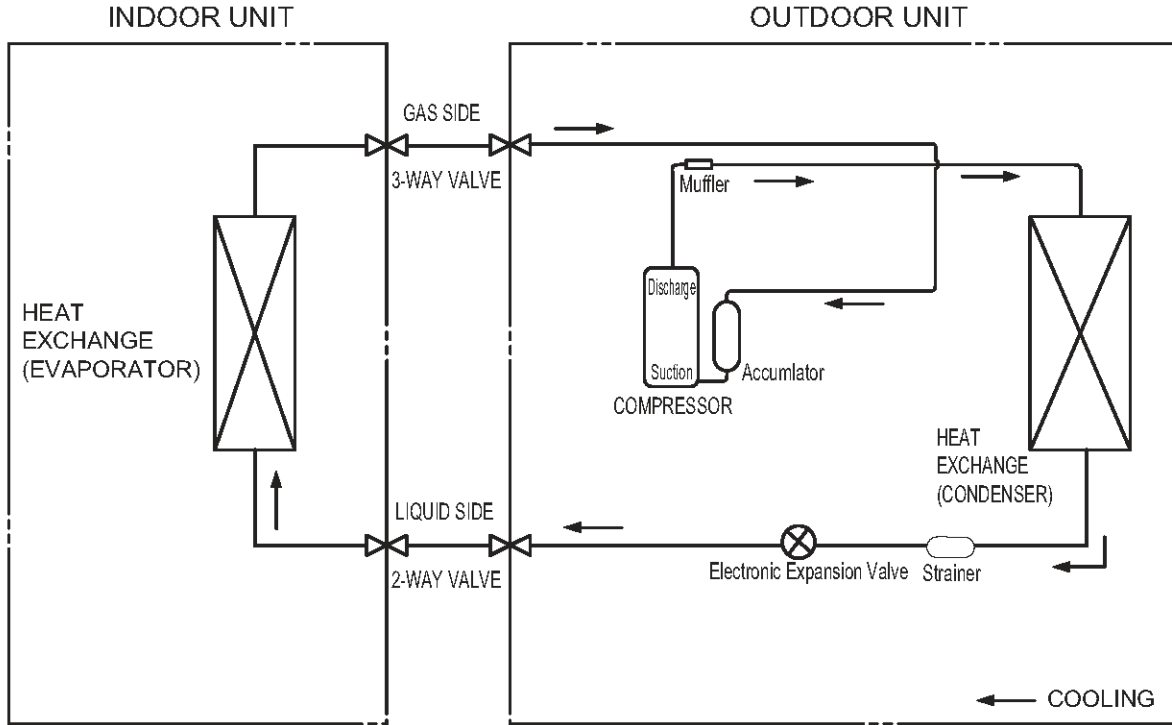 INDOOR UNIT
OUTDOOR UNIT
GAS SIDE
3-WAY VALVE
Muffler
HEAT
EXCHANGE
(EVAPORATOR)
Discharge
Suction
Accumlator
COMPRESSOR
HEAT
EXCHANGE
(CONDENSER)
LIQUID SIDE
2-WAY VALVE
Electronic Expansion Valve
Strainer
COOLING